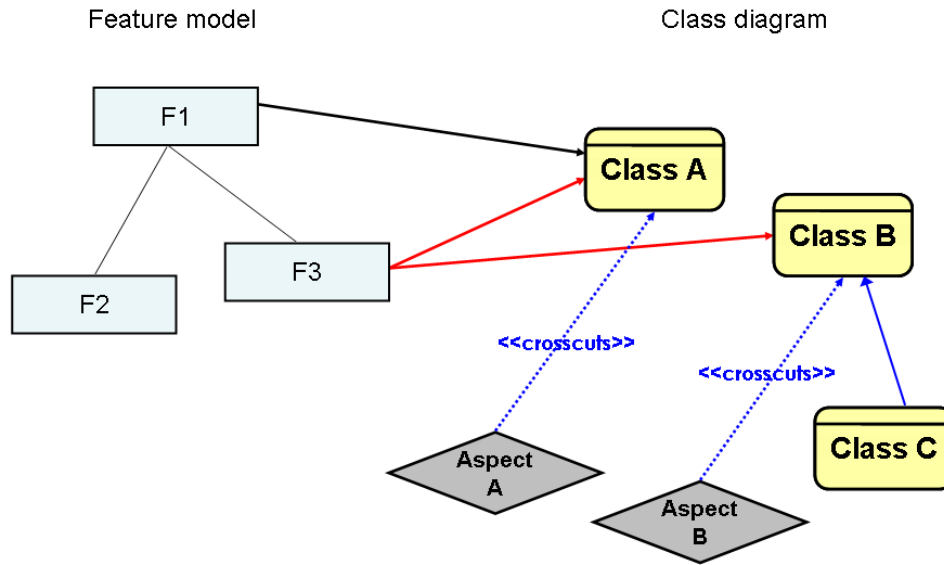 Feature model
Class diagram
F1
Class A
Class B
F3
F2
<<crosscuts>>
<<crosscuts>>
Class C
Aspect
A
Aspect
B